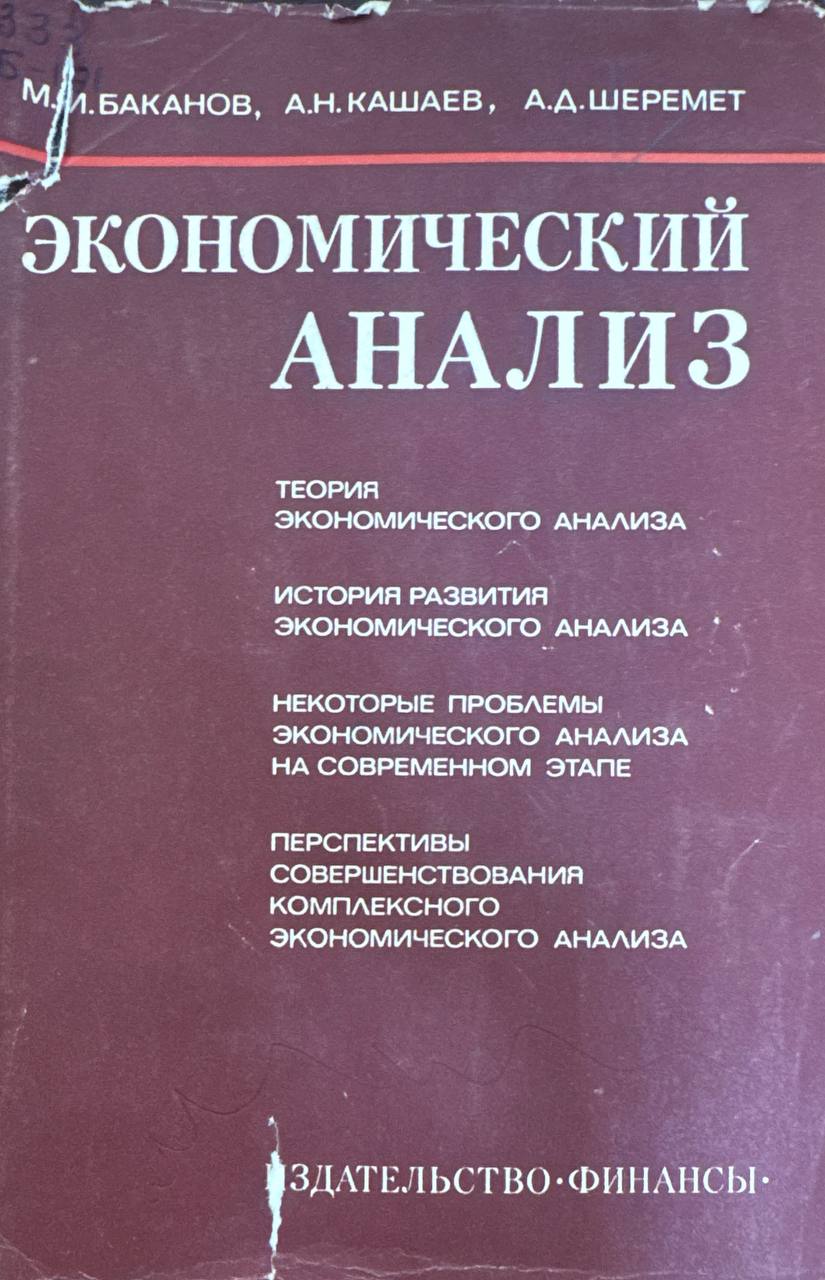 333
М.И.БАКАНОВ, А.Н.КАШАЕВ, А.Д.ШЕРЕМЕТ
ЭКОНОМИЧЕСКИЙ
АНАЛИЗ
ТЕОРИЯ
ЭКОНОМИЧЕСКОГО АНАЛИЗА
ИСТОРИЯ РАЗВИТИЯ
ЭКОНОМИЧЕСКОГО АНАЛИЗА
НЕКОТОРЫЕ ПРОБЛЕМЫ
ЭКОНОМИЧЕСКОГО АНАЛИЗА
НА СОВРЕМЕННОМ ЭТАПЕ
ПЕРСПЕКТИВЫ
СОВЕРШЕНСТВОВАНИЯ
КОМПЛЕКСНОГО
ЭКОНОМИЧЕСКОГО АНАЛИЗА
ИЗДАТЕЛЬСТВО·ФИНАНСЫ·